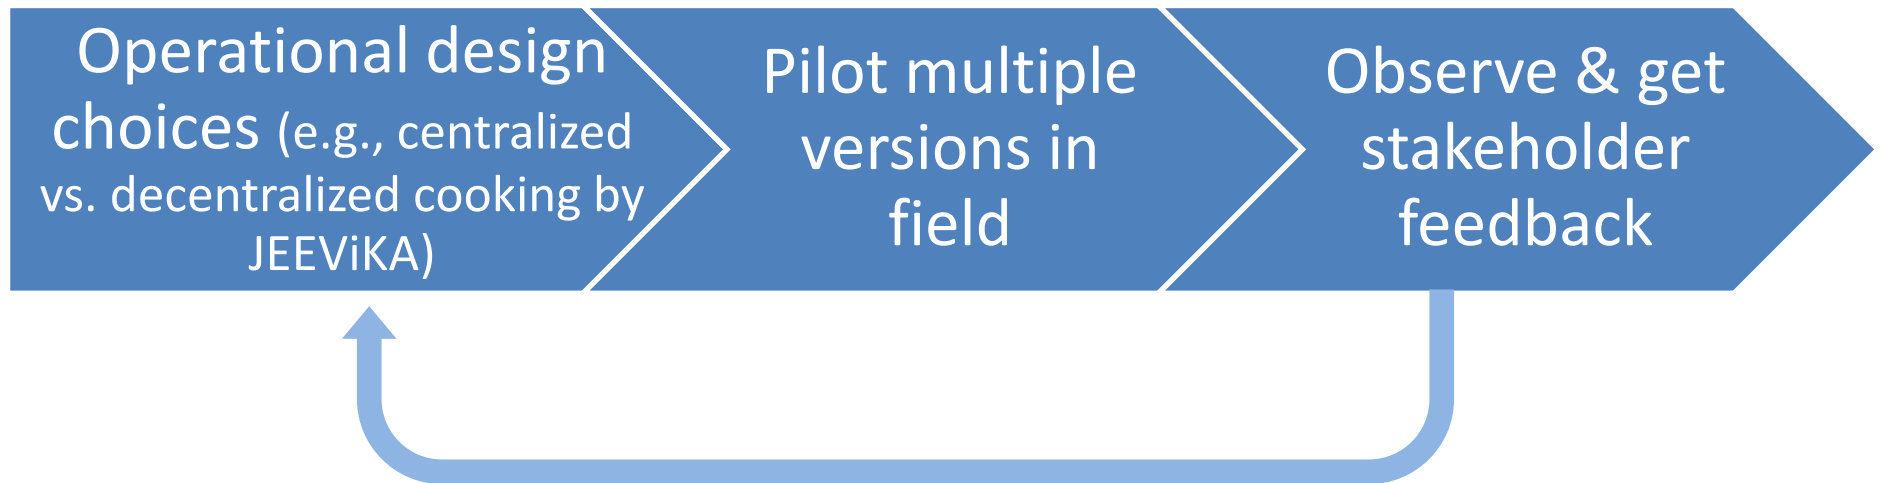 Operational design
choices (e.g., centralized
vs. decentralized cooking by
JEEViKA)
Pilot multiple
versions in
field
Observe & get
stakeholder
feedback